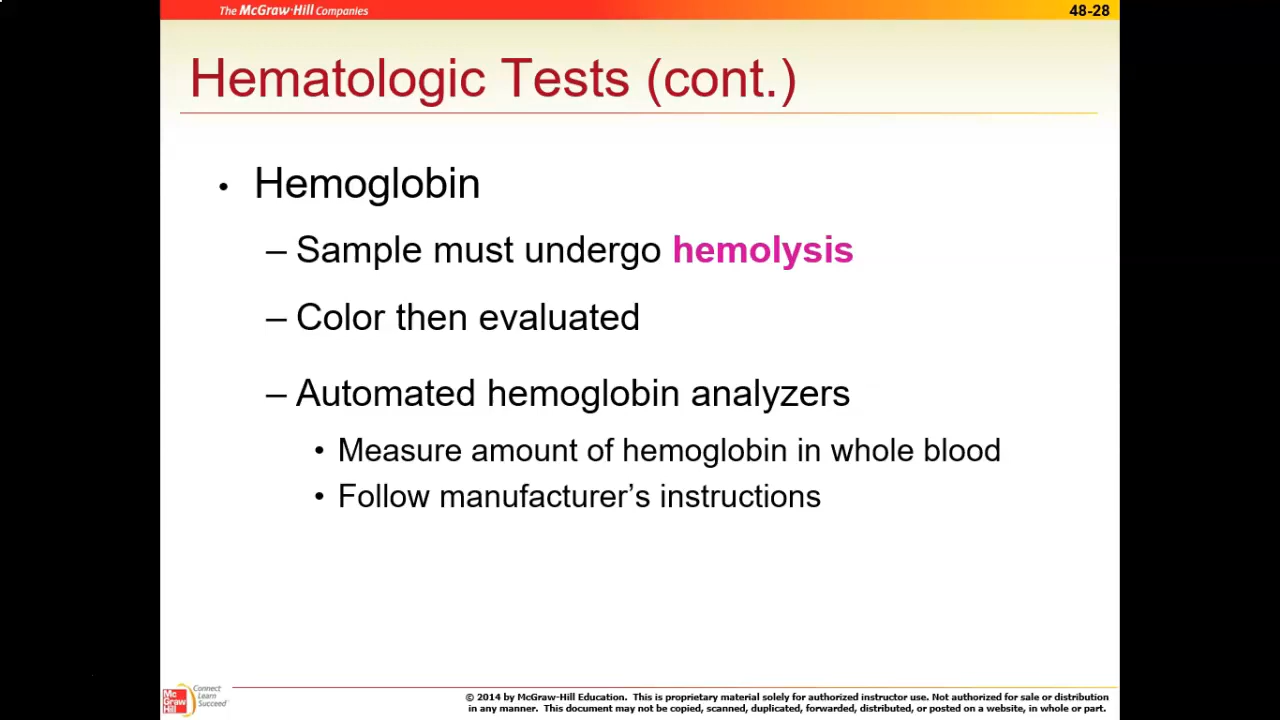 The McGraw·Hill Companies
48-28
Hematologic Tests (cont.)
• Hemoglobin
– Sample must undergo hemolysis
– Color then evaluated
– Automated hemoglobin analyzers
• Measure amount of hemoglobin in whole blood
• Follow manufacturer’s instructions
Mc
Graw
Hill
Connect
Learn
Succeed
© 2014 by McGraw-Hill Education. This is proprietary material solely for authorized instructor use. Not authorized for sale or distribution
in any manner. This document may not be copied, scanned, duplicated, forwarded, distributed, or posted on a website, in whole or part.